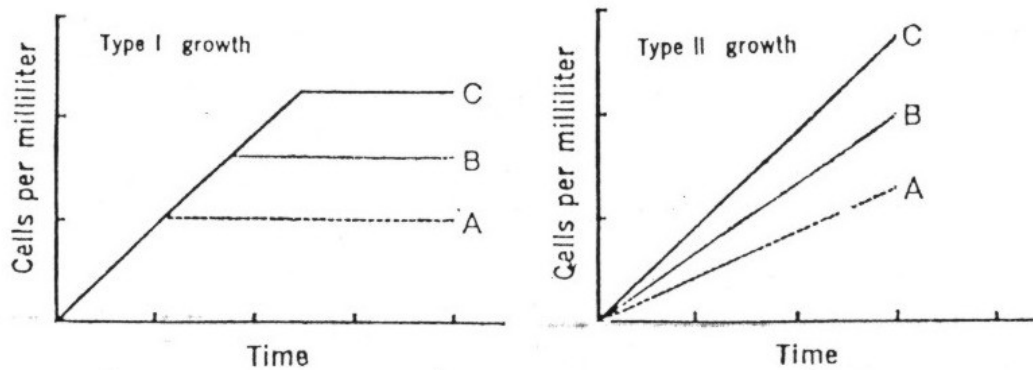 Type I growth
Cells per milliliter
C
B
A
Time
Type II growth
Cells per milliliter
C
B
A
Time